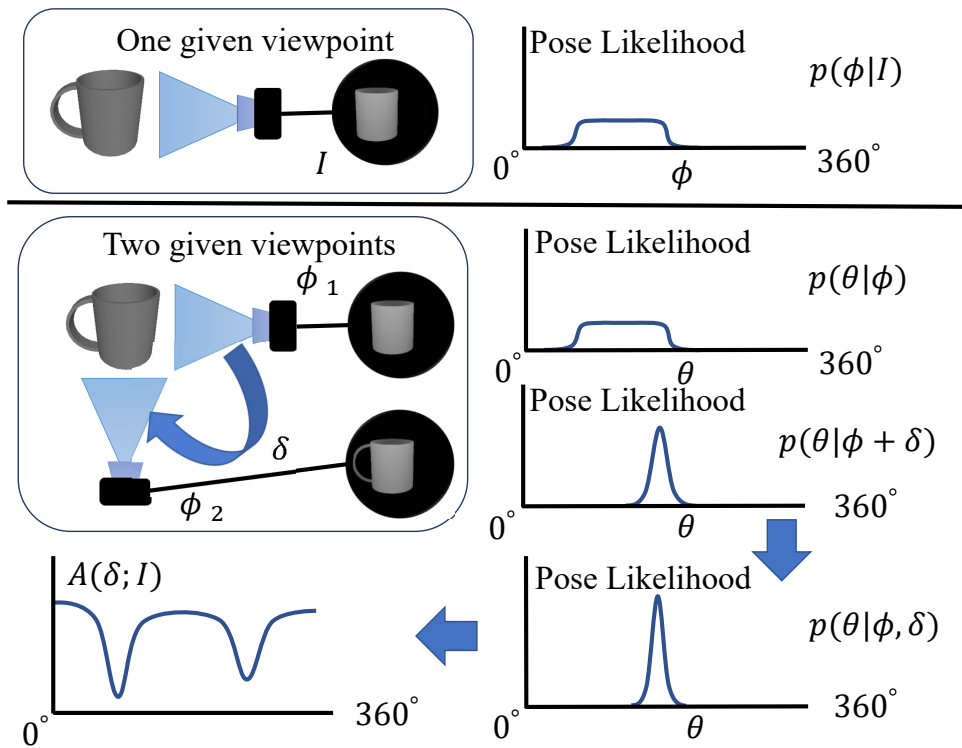 One given viewpoint
I
Pose Likelihood
p(ϕ|I)
0°
ϕ
360°
Two given viewpoints
ϕ 1
δ
ϕ 2
Pose Likelihood
p(θ|ϕ)
0°
θ
360°
Pose Likelihood
p(θ|ϕ + δ)
0°
θ
360°
A(δ; I)
0°
360°
Pose Likelihood
p(θ|ϕ, δ)
0°
θ
360°